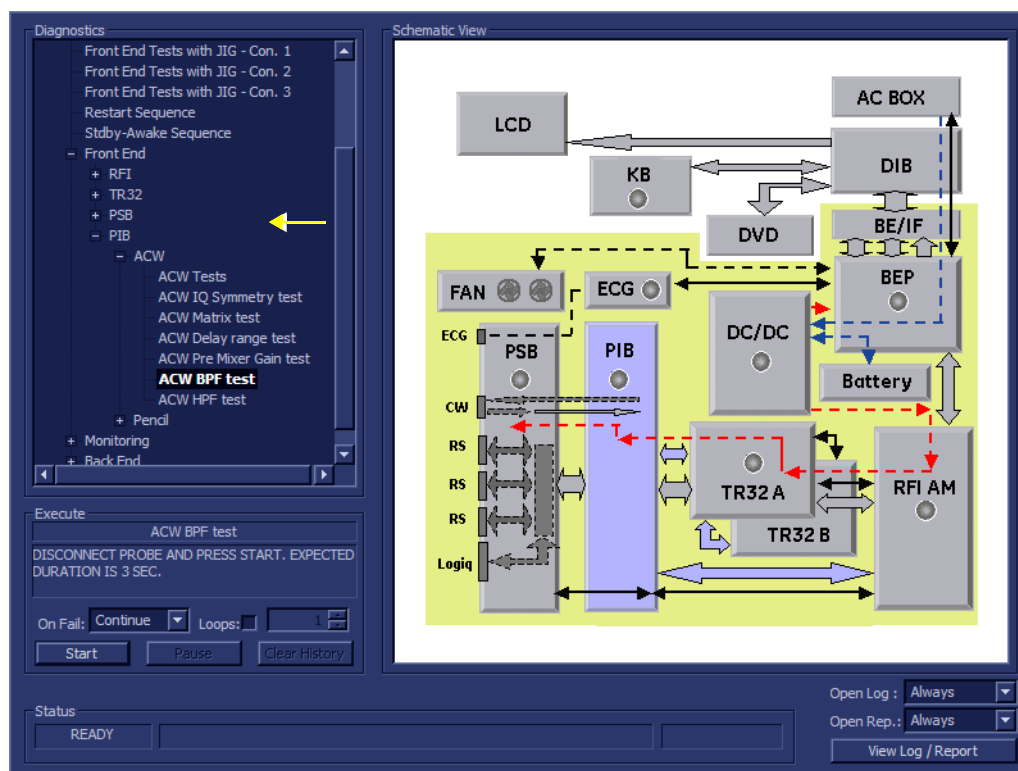 Diagnostics
Front End Tests with JIG - Con. 1
Front End Tests with JIG - Con. 2
Front End Tests with JIG - Con. 3
Restart Sequence
Stdby-Awake Sequence
Front End
RFI
TR32
PSB
PIB
ACW
ACW Tests
ACW IQ Symmetry test
ACW Matrix test
ACW Delay range test
ACW Pre Mixer Gain test
ACW BPF test
ACW HPF test
Pencil
Monitoring
Back End
Execute
ACW BPF test
DISCONNECT PROBE AND PRESS START. EXPECTED
DURATION IS 3 SEC.
On Fail: Continue Loops: 1
Start Pause Clear History
Schematic View
AC BOX
LCD
DIB
KB
DVD
BE/IF
BEP
FAN
ECG
DC/DC
ECG
PSB
PIB
Battery
CW
RS
RS
RS
Logiq
TR32 A
TR32 B
RFI AM
Open Log : Always
Open Rep.: Always
View Log / Report
Status
READY